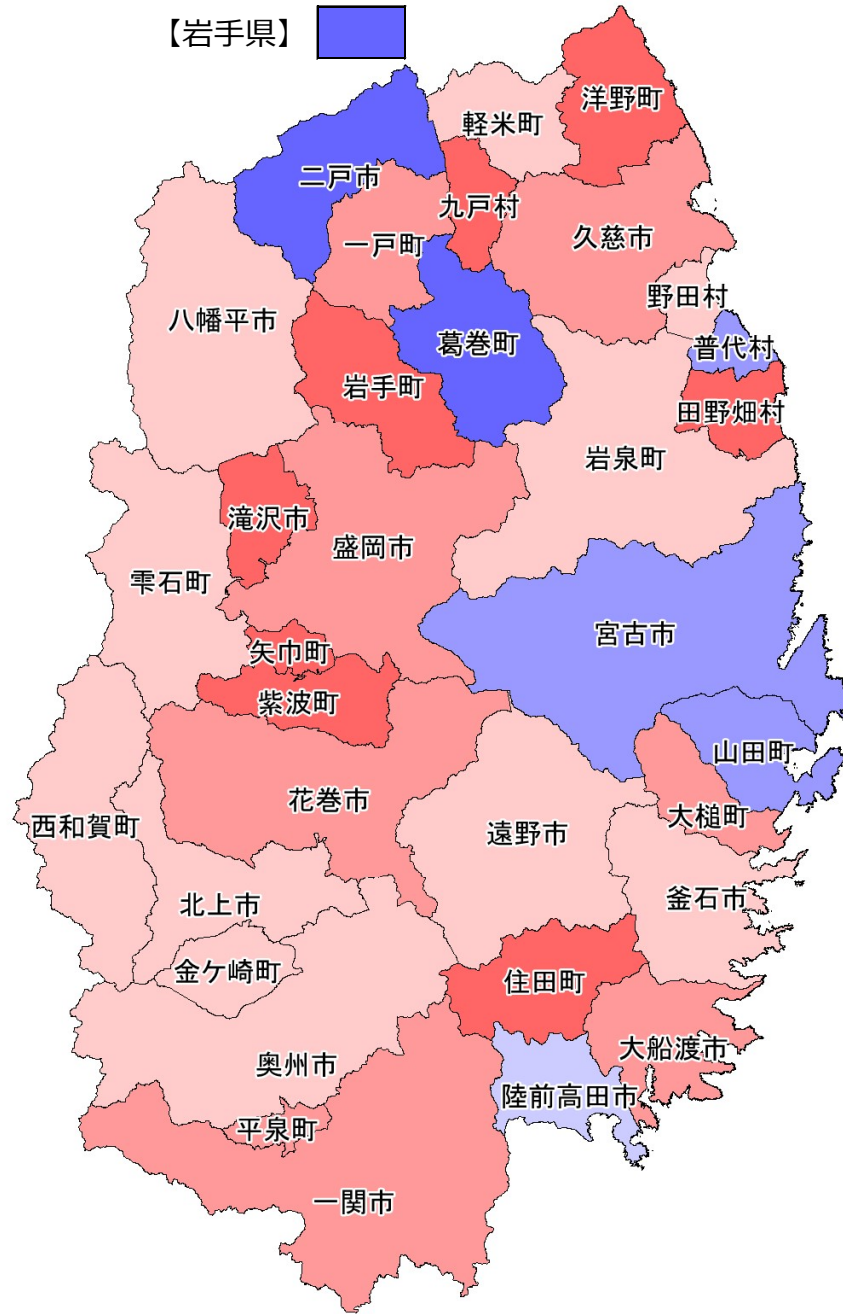 【岩手県】
洋野町
軽米町
二戸市
九戸村
一戸町
久慈市
野田村
八幡平市
葛巻町
普代村
岩手町
田野畑村
岩泉町
滝沢市
盛岡市
雫石町
宮古市
矢巾町
紫波町
山田町
花巻市
大槌町
西和賀町
遠野市
釜石市
北上市
金ケ崎町
住田町
大船渡市
奥州市
陸前高田市
平泉町
一関市